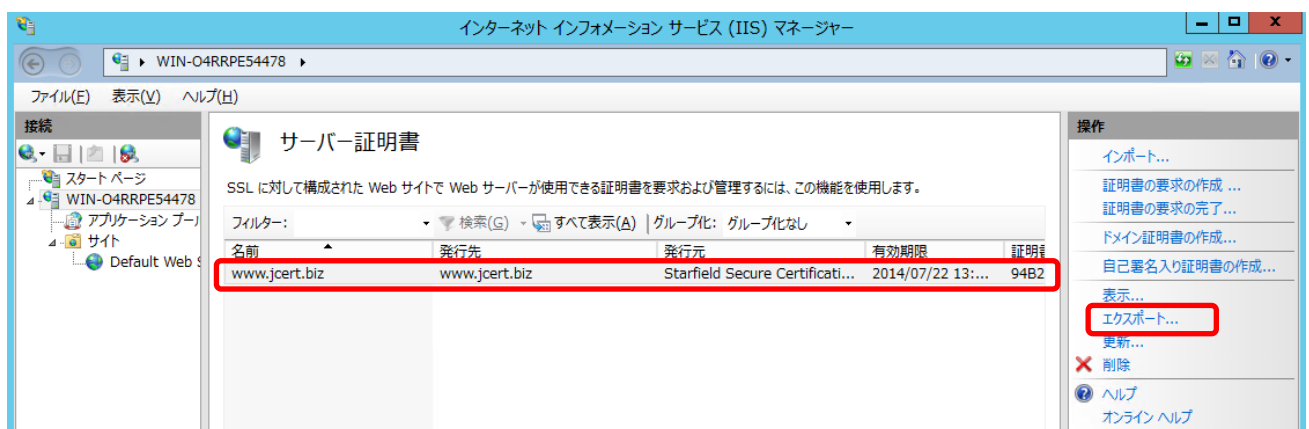 インターネット インフォメーション サービス (IIS) マネージャー
WIN-O4RRPE54478
ファイル(F) 表示(V) ヘルプ(H)
接続
スタート ページ
WIN-O4RRPE54478
アプリケーション プール
サイト
Default Web S
サーバー証明書
SSL に対して構成された Web サイトで Web サーバーが使用できる証明書を要求および管理するには、この機能を使用します。
フィルター: 検索(G) すべて表示(A) グループ化: グループ化なし
名前 発行先 発行元 有効期限 証明書
www.jcert.biz www.jcert.biz Starfield Secure Certificati... 2014/07/22 13:... 94B2
操作
インポート...
証明書の要求の作成 ...
証明書の要求の完了...
ドメイン証明書の作成...
自己署名入り証明書の作成...
表示...
エクスポート...
更新...
削除
ヘルプ
オンライン ヘルプ